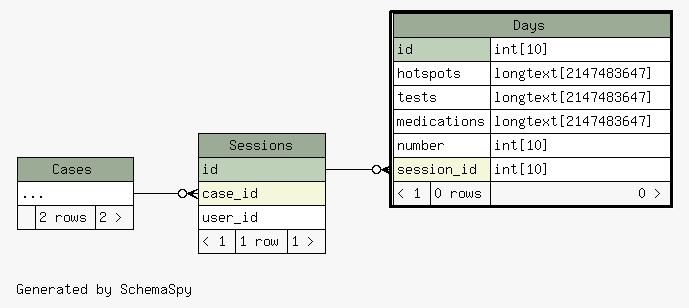 Days
id int[10]
hotspots longtext[2147483647]
tests longtext[2147483647]
medications longtext[2147483647]
number int[10]
session_id int[10]
< 1 0 rows 0 >
Sessions
id
case_id
user_id
< 1 1 row 1 >
Cases
...
2 rows 2 >
Generated by SchemaSpy